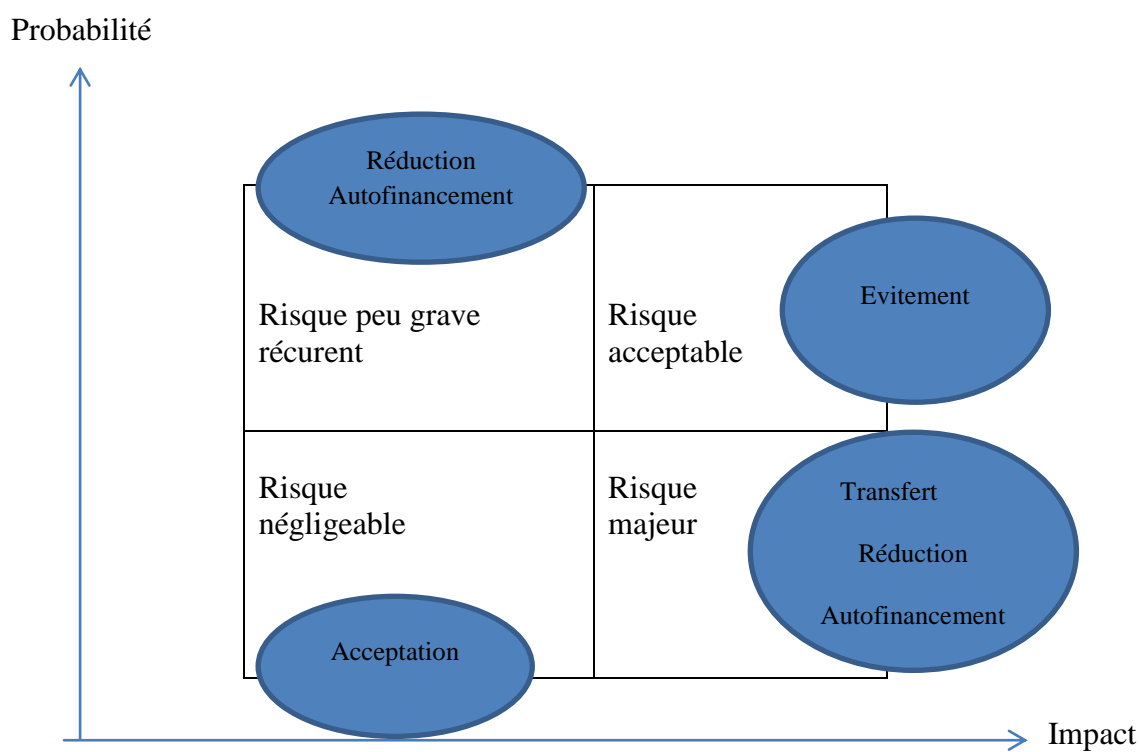 Probabilité
Réduction
Autofinancement
Evitement
Risque peu grave
récurent
Risque
acceptable
Risque
négligeable
Risque
majeur
Transfert
Réduction
Autofinancement
Acceptation
Impact